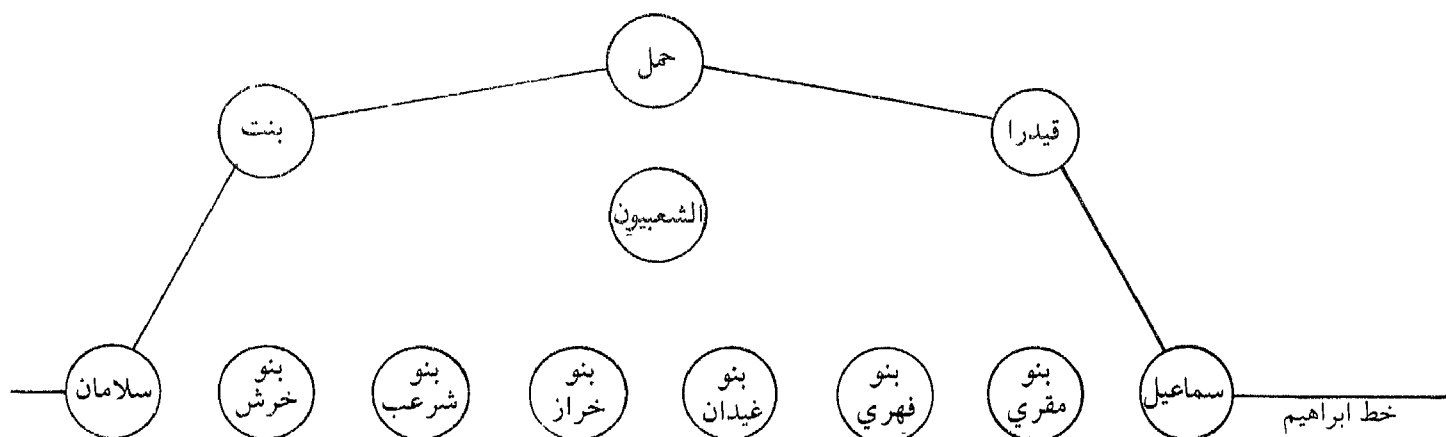 حمل
قيدرا
بنت
الشعبيون
سماعيل
بنو
مقري
بنو
فهري
بنو
غيدان
بنو
خراز
بنو
شرعب
بنو
خرش
سلامان
خط ابراهيم